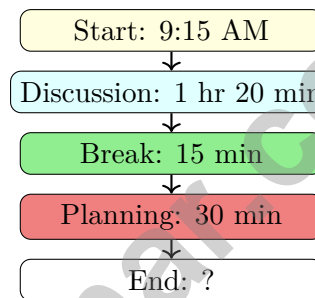 Start: 9:15 AM
Discussion: 1 hr 20 min
Break: 15 min
Planning: 30 min
End: ?